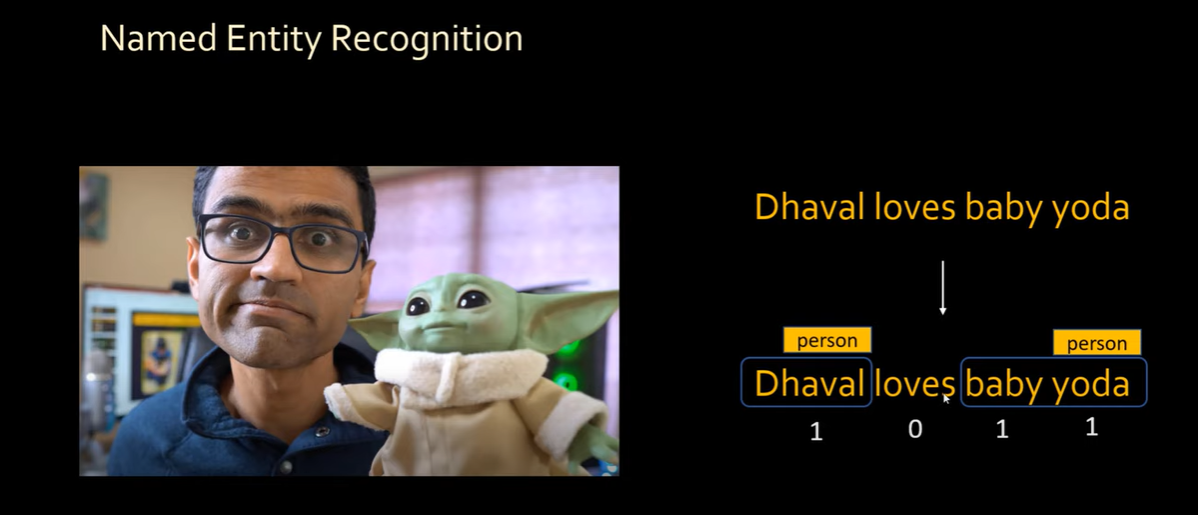 Named Entity Recognition
Dhaval loves baby yoda
person person
Dhaval loves baby yoda
1 0 1 1